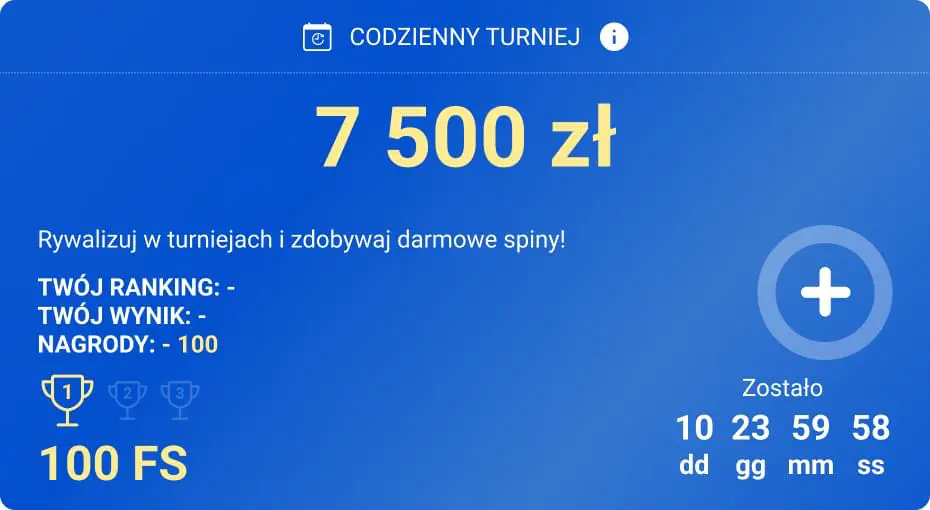 CODZIENNY TURNIEJ i
7 500 zł
Rywalizuj w turniejach i zdobywaj darmowe spiny!
TWÓJ RANKING: -
TWÓJ WYNIK: -
NAGRODY: - 100
1 2 3
100 FS
Zostało
10 23 59 58
dd gg mm ss